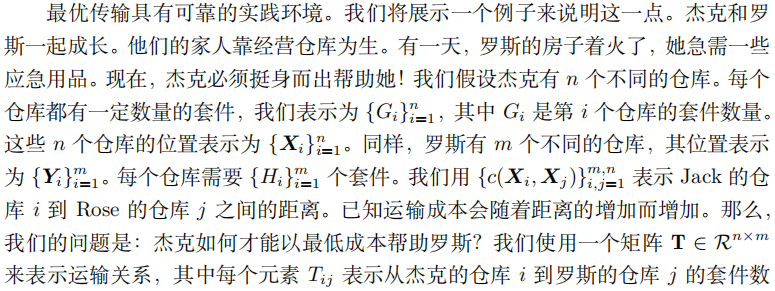 最优传输具有可靠的实践环境。我们将展示一个例子来说明这一点。杰克和罗
斯一起成长。他们的家人靠经营仓库为生。有一天，罗斯的房子着火了，她急需一些
应急用品。现在，杰克必须挺身而出帮助她！我们假设杰克有 n 个不同的仓库。每个
仓库都有一定数量的套件，我们表示为 $\{G_i\}_{i=1}^{n}$，其中 $G_i$ 是第 i 个仓库的套件数量。
这些 n 个仓库的位置表示为 $\{\boldsymbol{X}_i\}_{i=1}^{n}$。同样，罗斯有 m 个不同的仓库，其位置表示
为 $\{\boldsymbol{Y}_i\}_{i=1}^{m}$。每个仓库需要 $\{H_i\}_{i=1}^{m}$ 个套件。我们用 $\{c(\boldsymbol{X}_i, \boldsymbol{X}_j)\}_{i,j=1}^{m,n}$ 表示 Jack 的仓
库 i 到 Rose 的仓库 j 之间的距离。已知运输成本会随着距离的增加而增加。那么，
我们的问题是：杰克如何才能以最低成本帮助罗斯？我们使用一个矩阵 $\mathbf{T} \in \mathcal{R}^{n \times m}$
来表示运输关系，其中每个元素 $T_{ij}$ 表示从杰克的仓库 i 到罗斯的仓库 j 的套件数